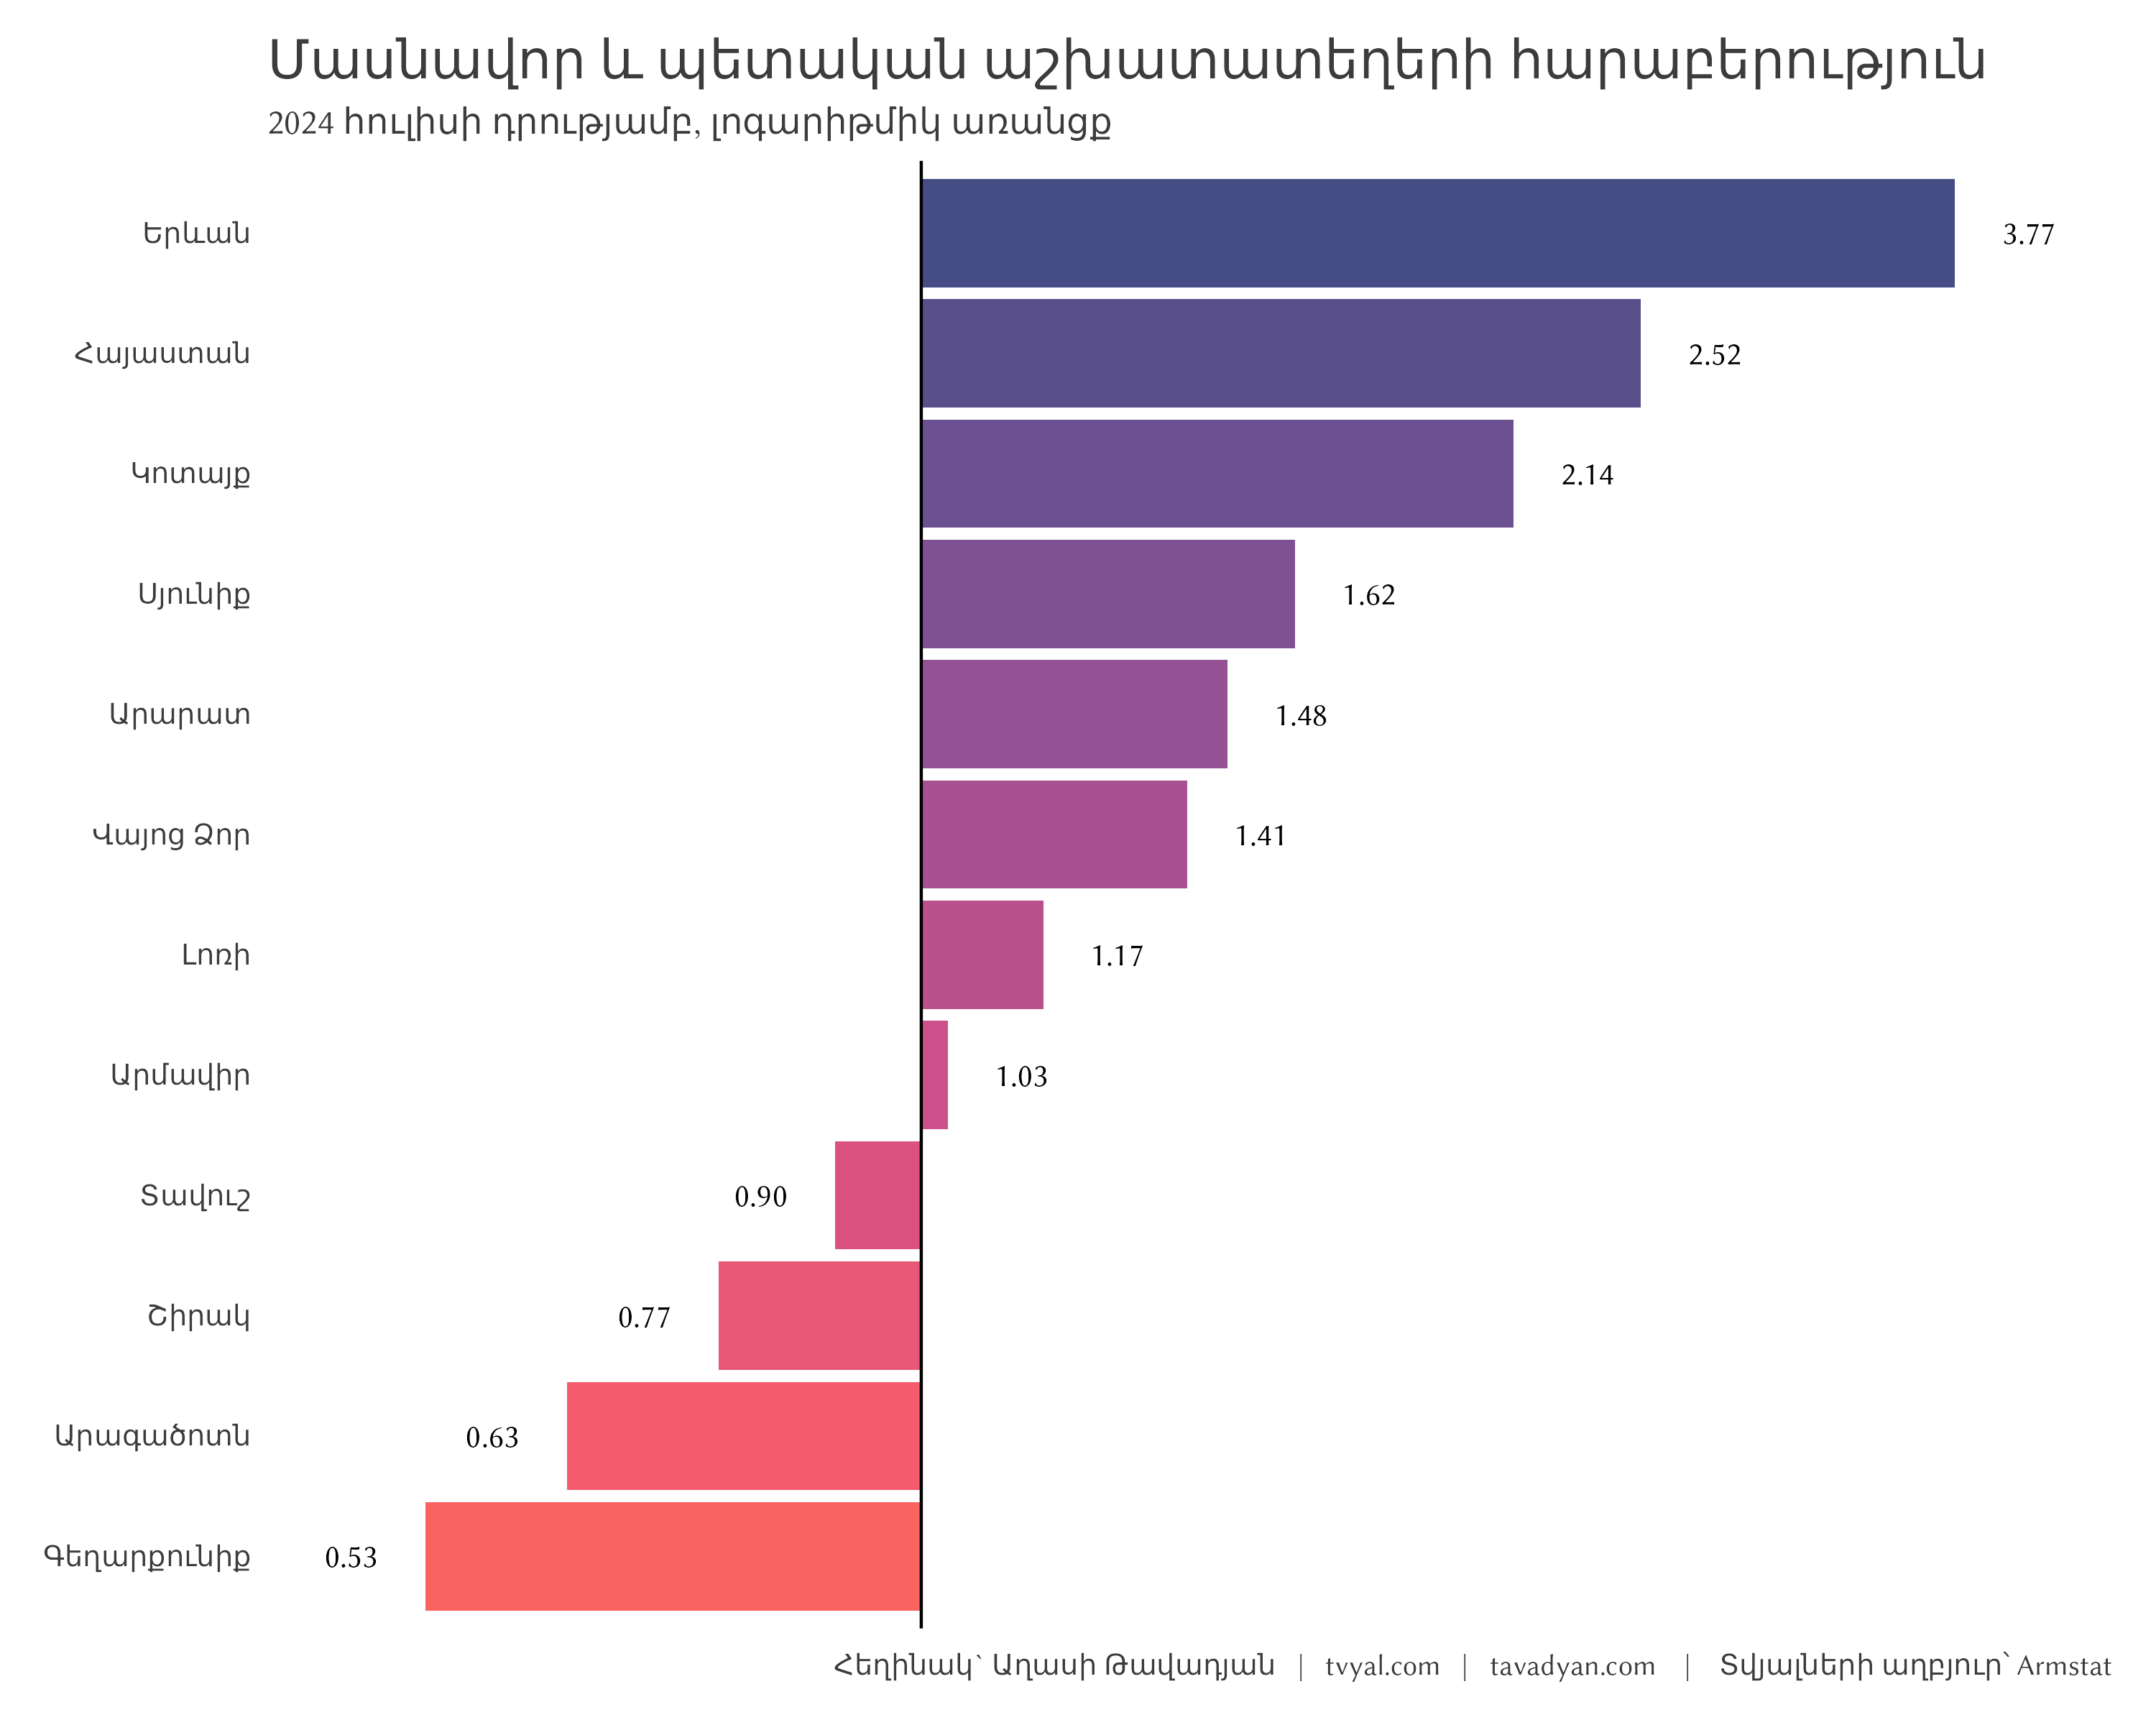 Մասնավոր և պետական աշխատատեղերի հարաբերություն
2024 հուլիսի դրությամբ, լոգարիթմիկ առանցք
Երևան 3.77
Հայաստան 2.52
Կոտայք 2.14
Սյունիք 1.62
Արարատ 1.48
Վայոց Ձոր 1.41
Լոռի 1.17
Արմավիր 1.03
Տավուշ 0.90
Շիրակ 0.77
Արագածոտն 0.63
Գեղարքունիք 0.53
Հեղինակ՝ Աղասի Թավադյան | tvyal.com | tavadyan.com | Տվյալների աղբյուր՝ Armstat